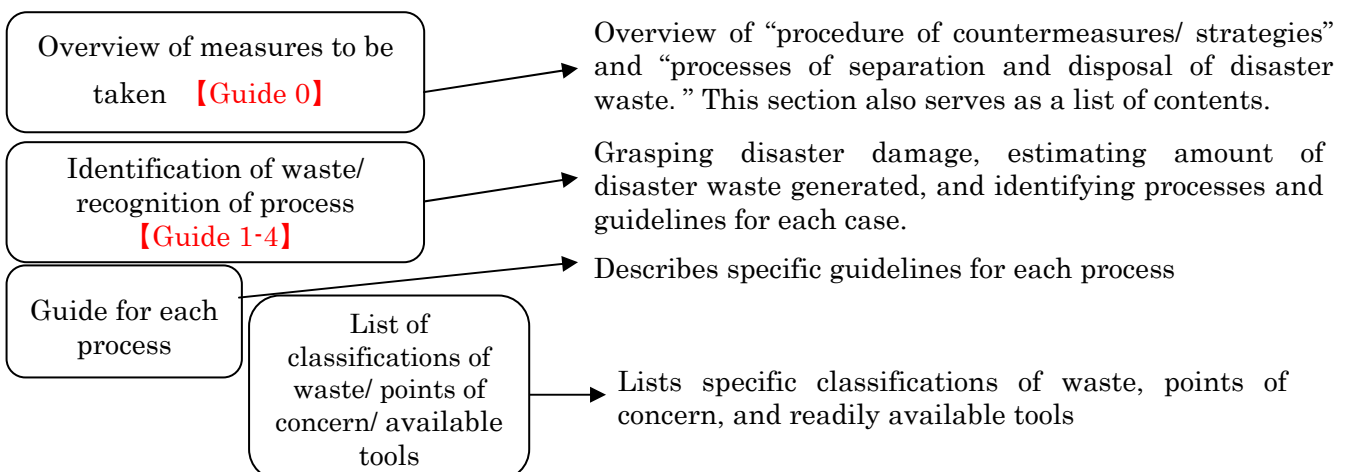 Overview of measures to be
taken 【Guide 0】
Overview of “procedure of countermeasures/ strategies”
and “processes of separation and disposal of disaster
waste. ” This section also serves as a list of contents.
Identification of waste/
recognition of process
【Guide 1-4】
Grasping disaster damage, estimating amount of
disaster waste generated, and identifying processes and
guidelines for each case.
Guide for each
process
Describes specific guidelines for each process
List of
classifications of
waste/ points of
concern/ available
tools
Lists specific classifications of waste, points of
concern, and readily available tools